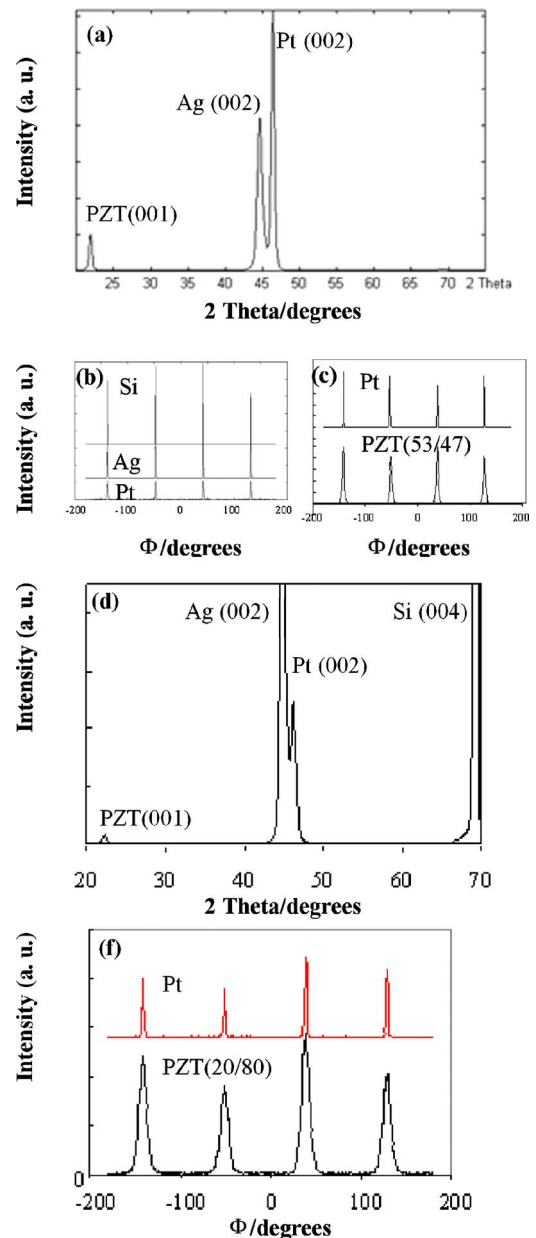 (a)
Pt (002)
Ag (002)
PZT(001)
Intensity (a. u.)
25 30 35 40 45 50 55 60 65 70 2 Theta
2 Theta/degrees
(b)
Si
Ag
Pt
Intensity (a. u.)
-200 -100 0 100 200
Φ/degrees
(c)
Pt
PZT(53/47)
-200 -100 0 100 200
Φ/degrees
(d)
Ag (002)
Si (004)
Pt (002)
PZT(001)
Intensity (a. u.)
20 30 40 50 60 70
2 Theta/degrees
(f)
Pt
PZT(20/80)
Intensity (a. u.)
0
-200 -100 0 100 200
Φ/degrees